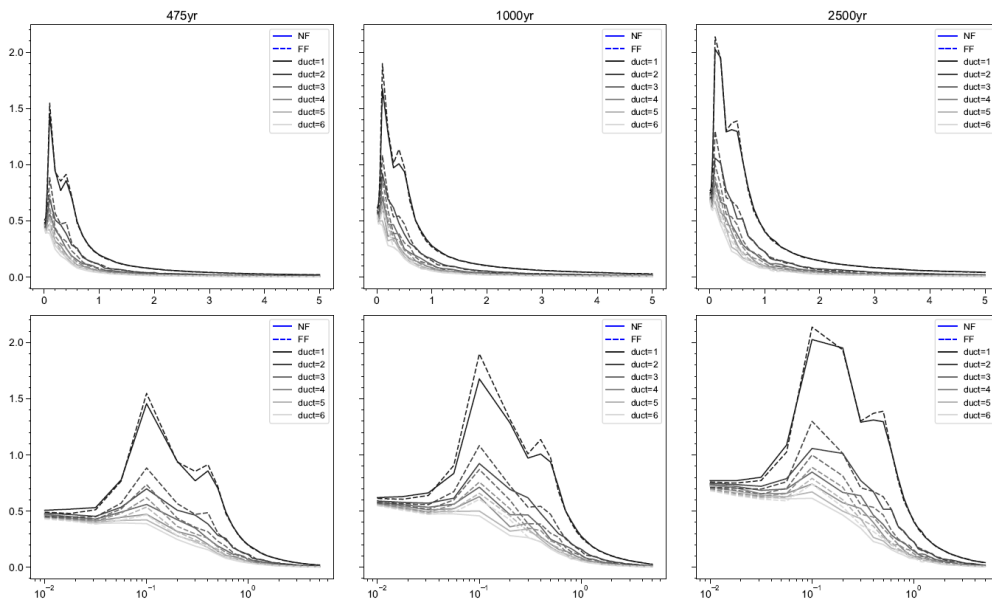 475yr
1000yr
2500yr
NF
FF
duct=1
duct=2
duct=3
duct=4
duct=5
duct=6
NF
FF
duct=1
duct=2
duct=3
duct=4
duct=5
duct=6
NF
FF
duct=1
duct=2
duct=3
duct=4
duct=5
duct=6
2.0
1.5
1.0
0.5
0.0
0 1 2 3 4 5
0 1 2 3 4 5
0 1 2 3 4 5
NF
FF
duct=1
duct=2
duct=3
duct=4
duct=5
duct=6
NF
FF
duct=1
duct=2
duct=3
duct=4
duct=5
duct=6
NF
FF
duct=1
duct=2
duct=3
duct=4
duct=5
duct=6
2.0
1.5
1.0
0.5
0.0
10⁻² 10⁻¹ 10⁰
10⁻² 10⁻¹ 10⁰
10⁻² 10⁻¹ 10⁰